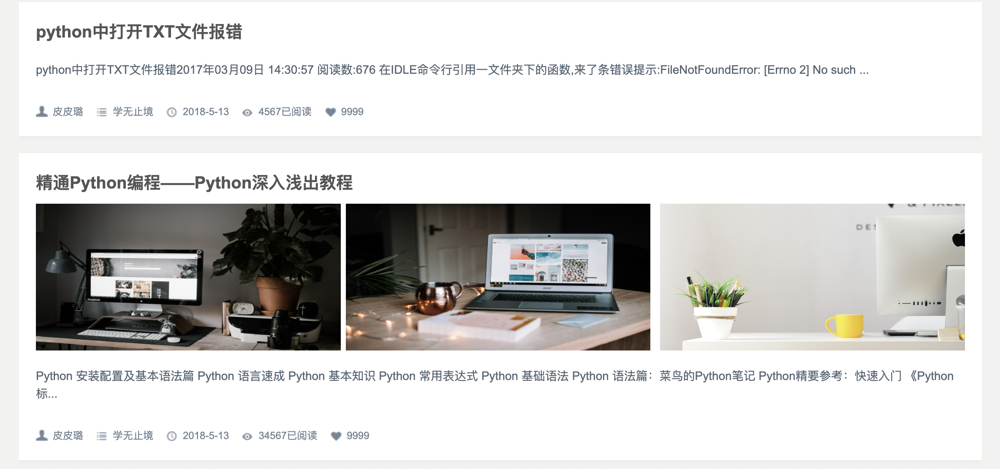 python中打开TXT文件报错
python中打开TXT文件报错2017年03月09日 14:30:57 阅读数:676 在IDLE命令行引用一文件夹下的函数,来了条错误提示:FileNotFoundError: [Errno 2] No such ...
皮皮璐 学无止境 2018-5-13 4567已阅读 9999
精通Python编程——Python深入浅出教程
DES
acer
Python 安装配置及基本语法篇 Python 语言速成 Python 基本知识 Python 常用表达式 Python 基础语法 Python 语法篇：菜鸟的Python笔记 Python精要参考：快速入门 《Python
标...
皮皮璐 学无止境 2018-5-13 34567已阅读 9999